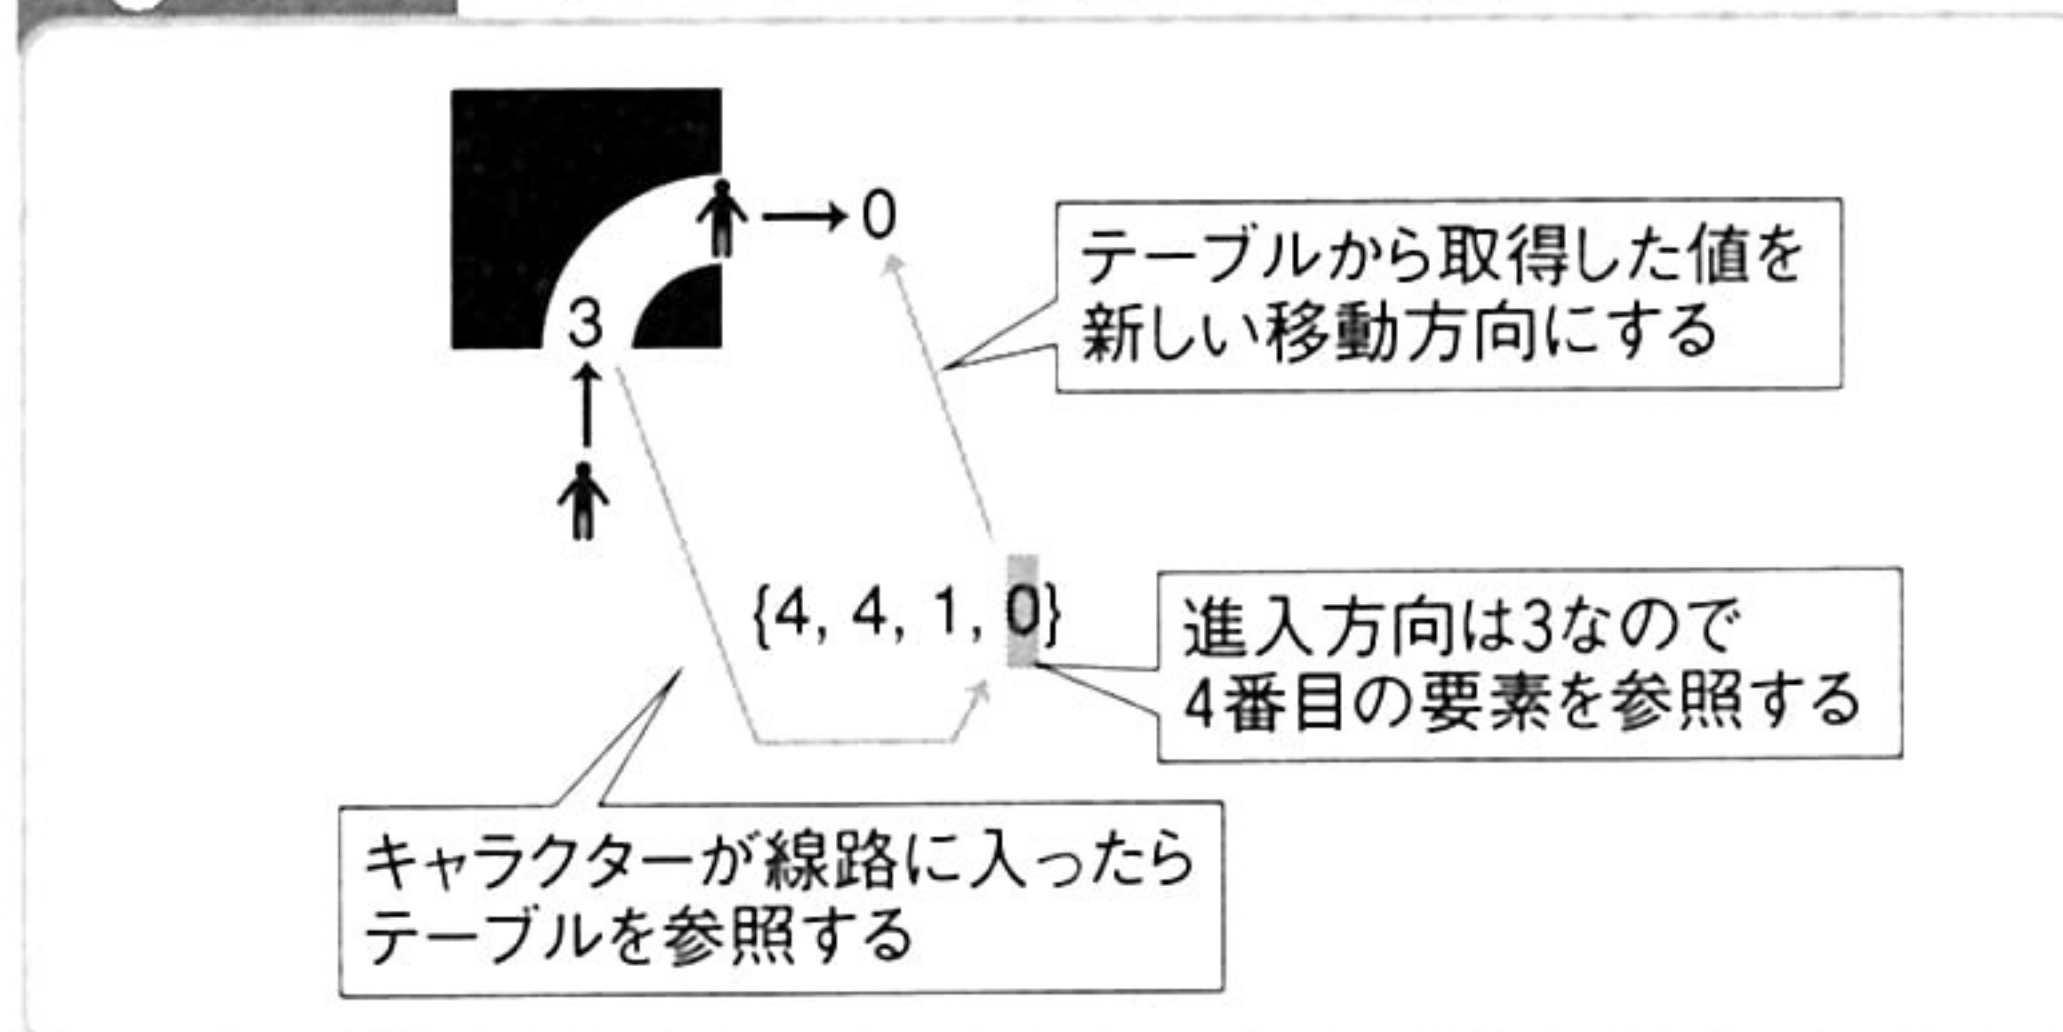 0
3
テーブルから取得した値を
新しい移動方向にする
{4, 4, 1, 0}
進入方向は3なので
4番目の要素を参照する
キャラクターが線路に入ったら
テーブルを参照する